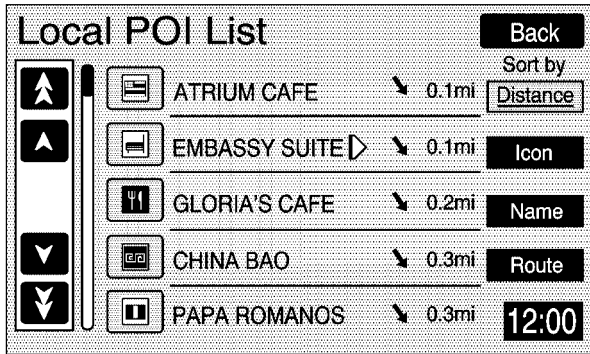 Local POI List
Back
Sort by
ATRIUM CAFE 0.1mi
Distance
EMBASSY SUITE 0.1mi
Icon
GLORIA'S CAFE 0.2mi
Name
CHINA BAO 0.3mi
Route
PAPA ROMANOS 0.3mi
12:00